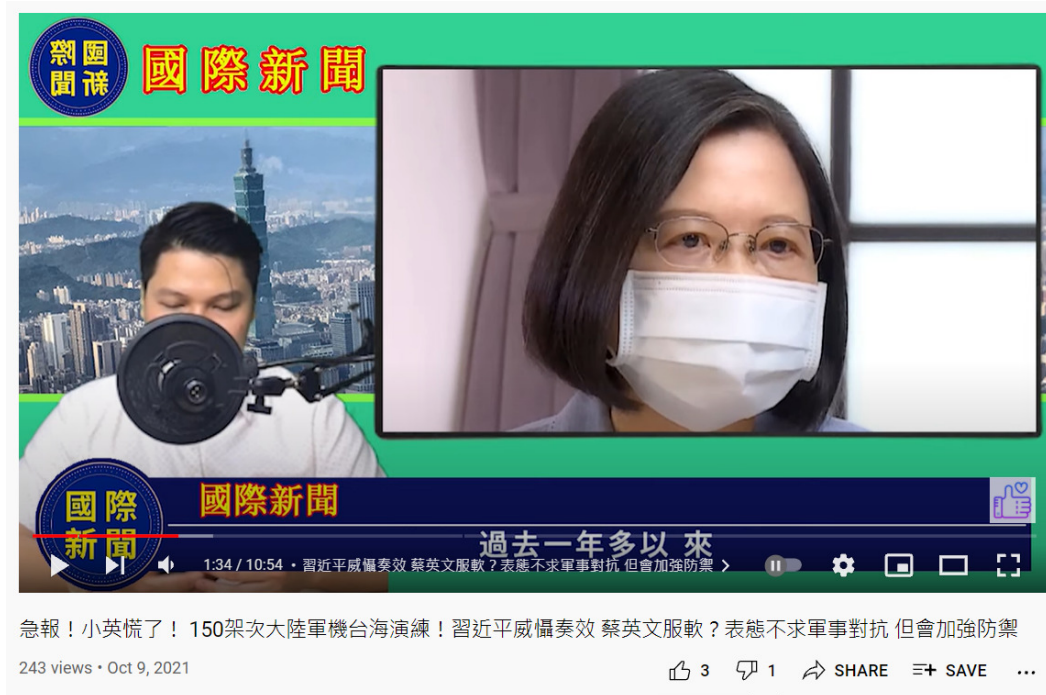 國際
新聞
國際新聞
國際新聞
國際
新聞
過去一年多以 來
1:34 / 10:54 • 習近平威懾奏效 蔡英文服軟？表態不求軍事對抗 但會加強防禦
急報！小英慌了！ 150架次大陸軍機台海演練！習近平威懾奏效 蔡英文服軟？表態不求軍事對抗 但會加強防禦
243 views • Oct 9, 2021
3
1
SHARE
SAVE